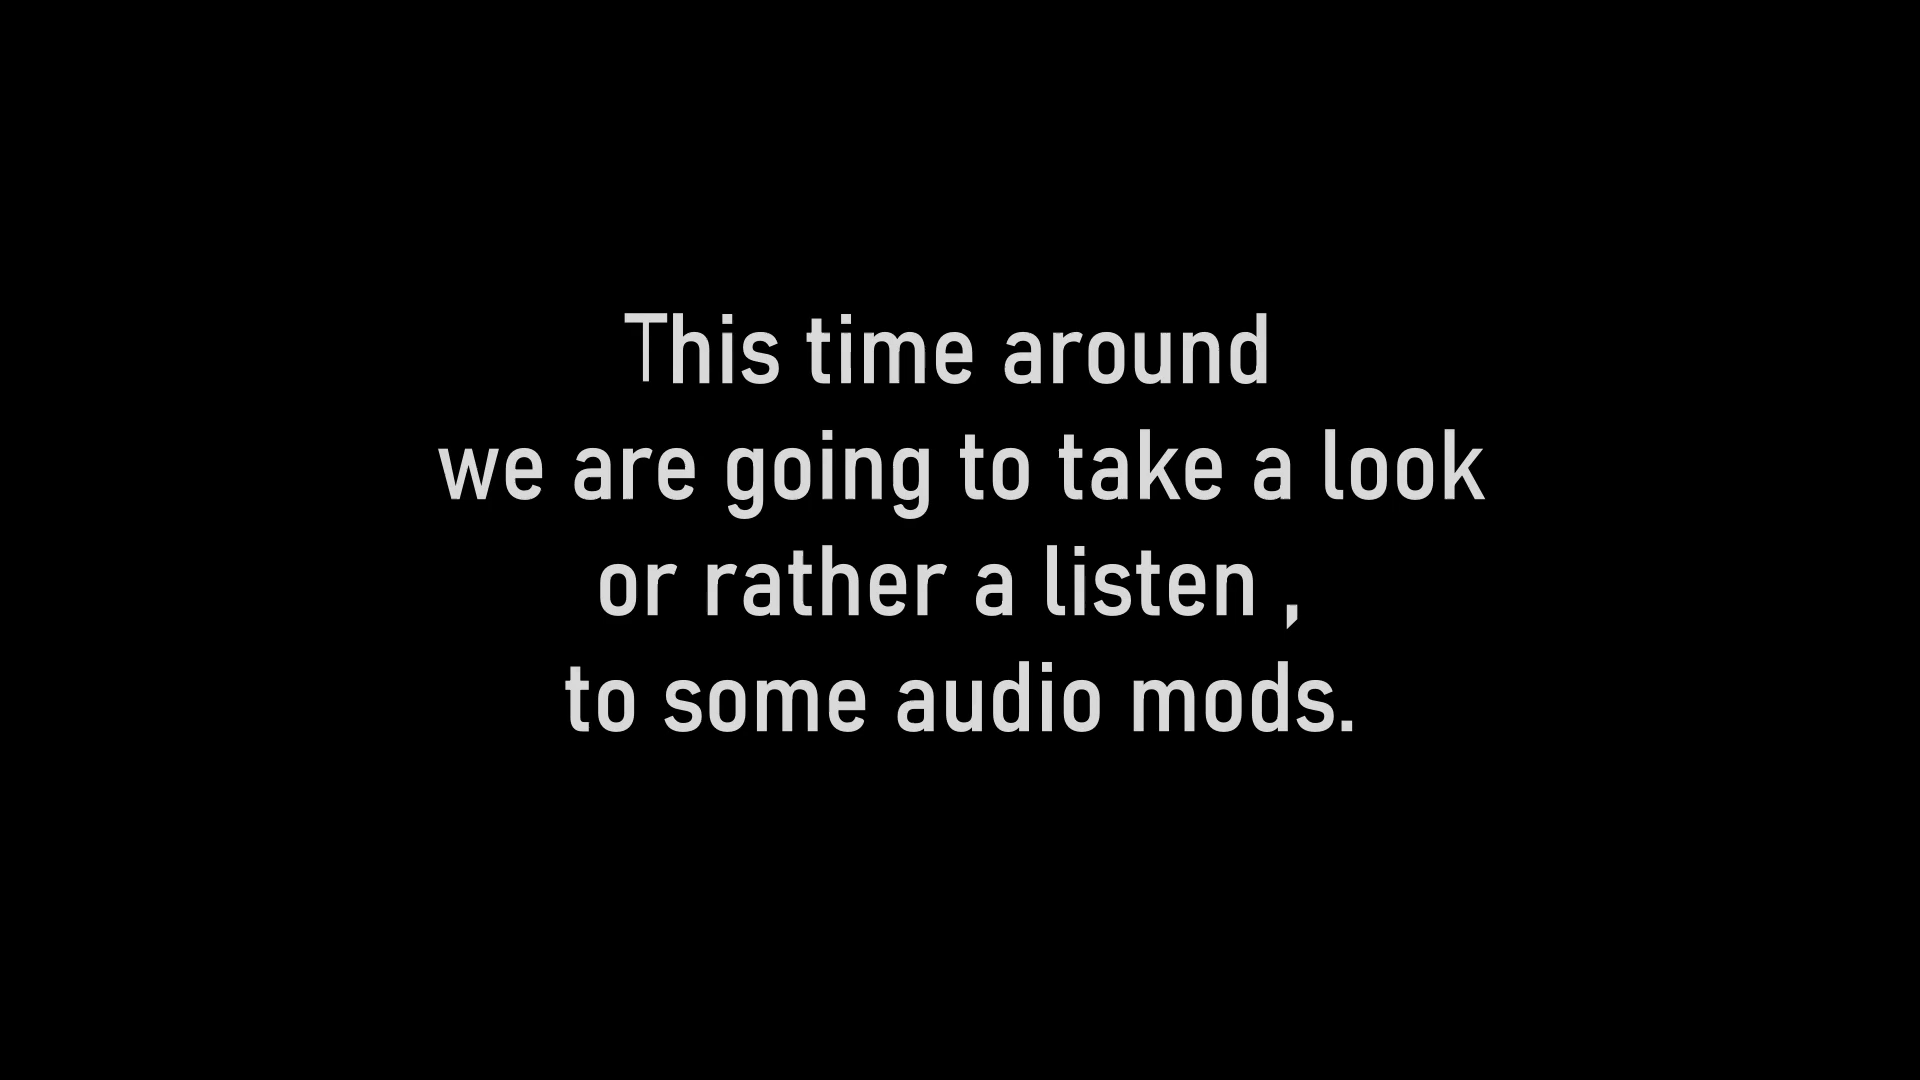 This time around
we are going to take a look
or rather a listen ,
to some audio mods.